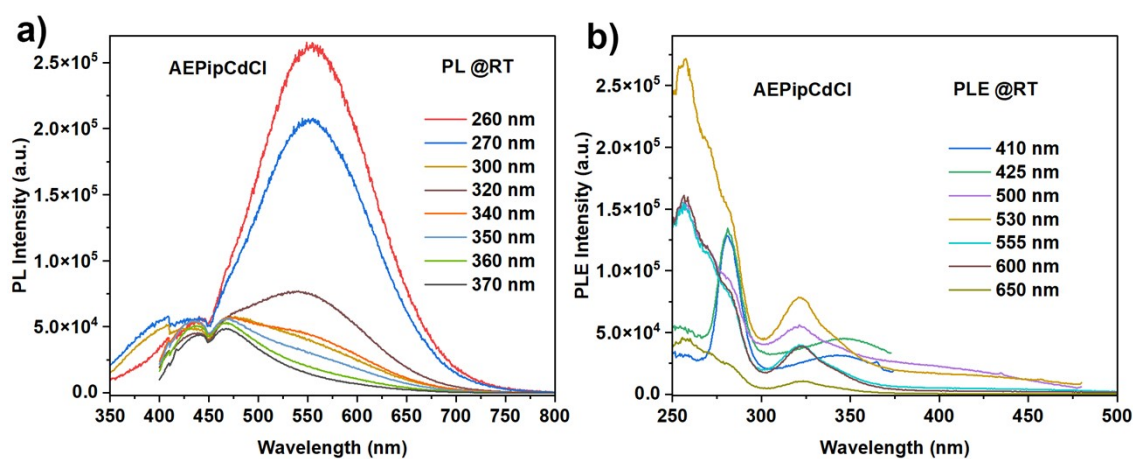 a)
AEPipCdCl
PL @RT
260 nm
270 nm
300 nm
320 nm
340 nm
350 nm
360 nm
370 nm
PL Intensity (a.u.)
2.5×10⁵
2.0×10⁵
1.5×10⁵
1.0×10⁵
5.0×10⁴
0.0
350 400 450 500 550 600 650 700 750 800
Wavelength (nm)
b)
AEPipCdCl
PLE @RT
410 nm
425 nm
500 nm
530 nm
555 nm
600 nm
650 nm
PLE Intensity (a.u.)
2.5×10⁵
2.0×10⁵
1.5×10⁵
1.0×10⁵
5.0×10⁴
0.0
250 300 350 400 450 500
Wavelength (nm)